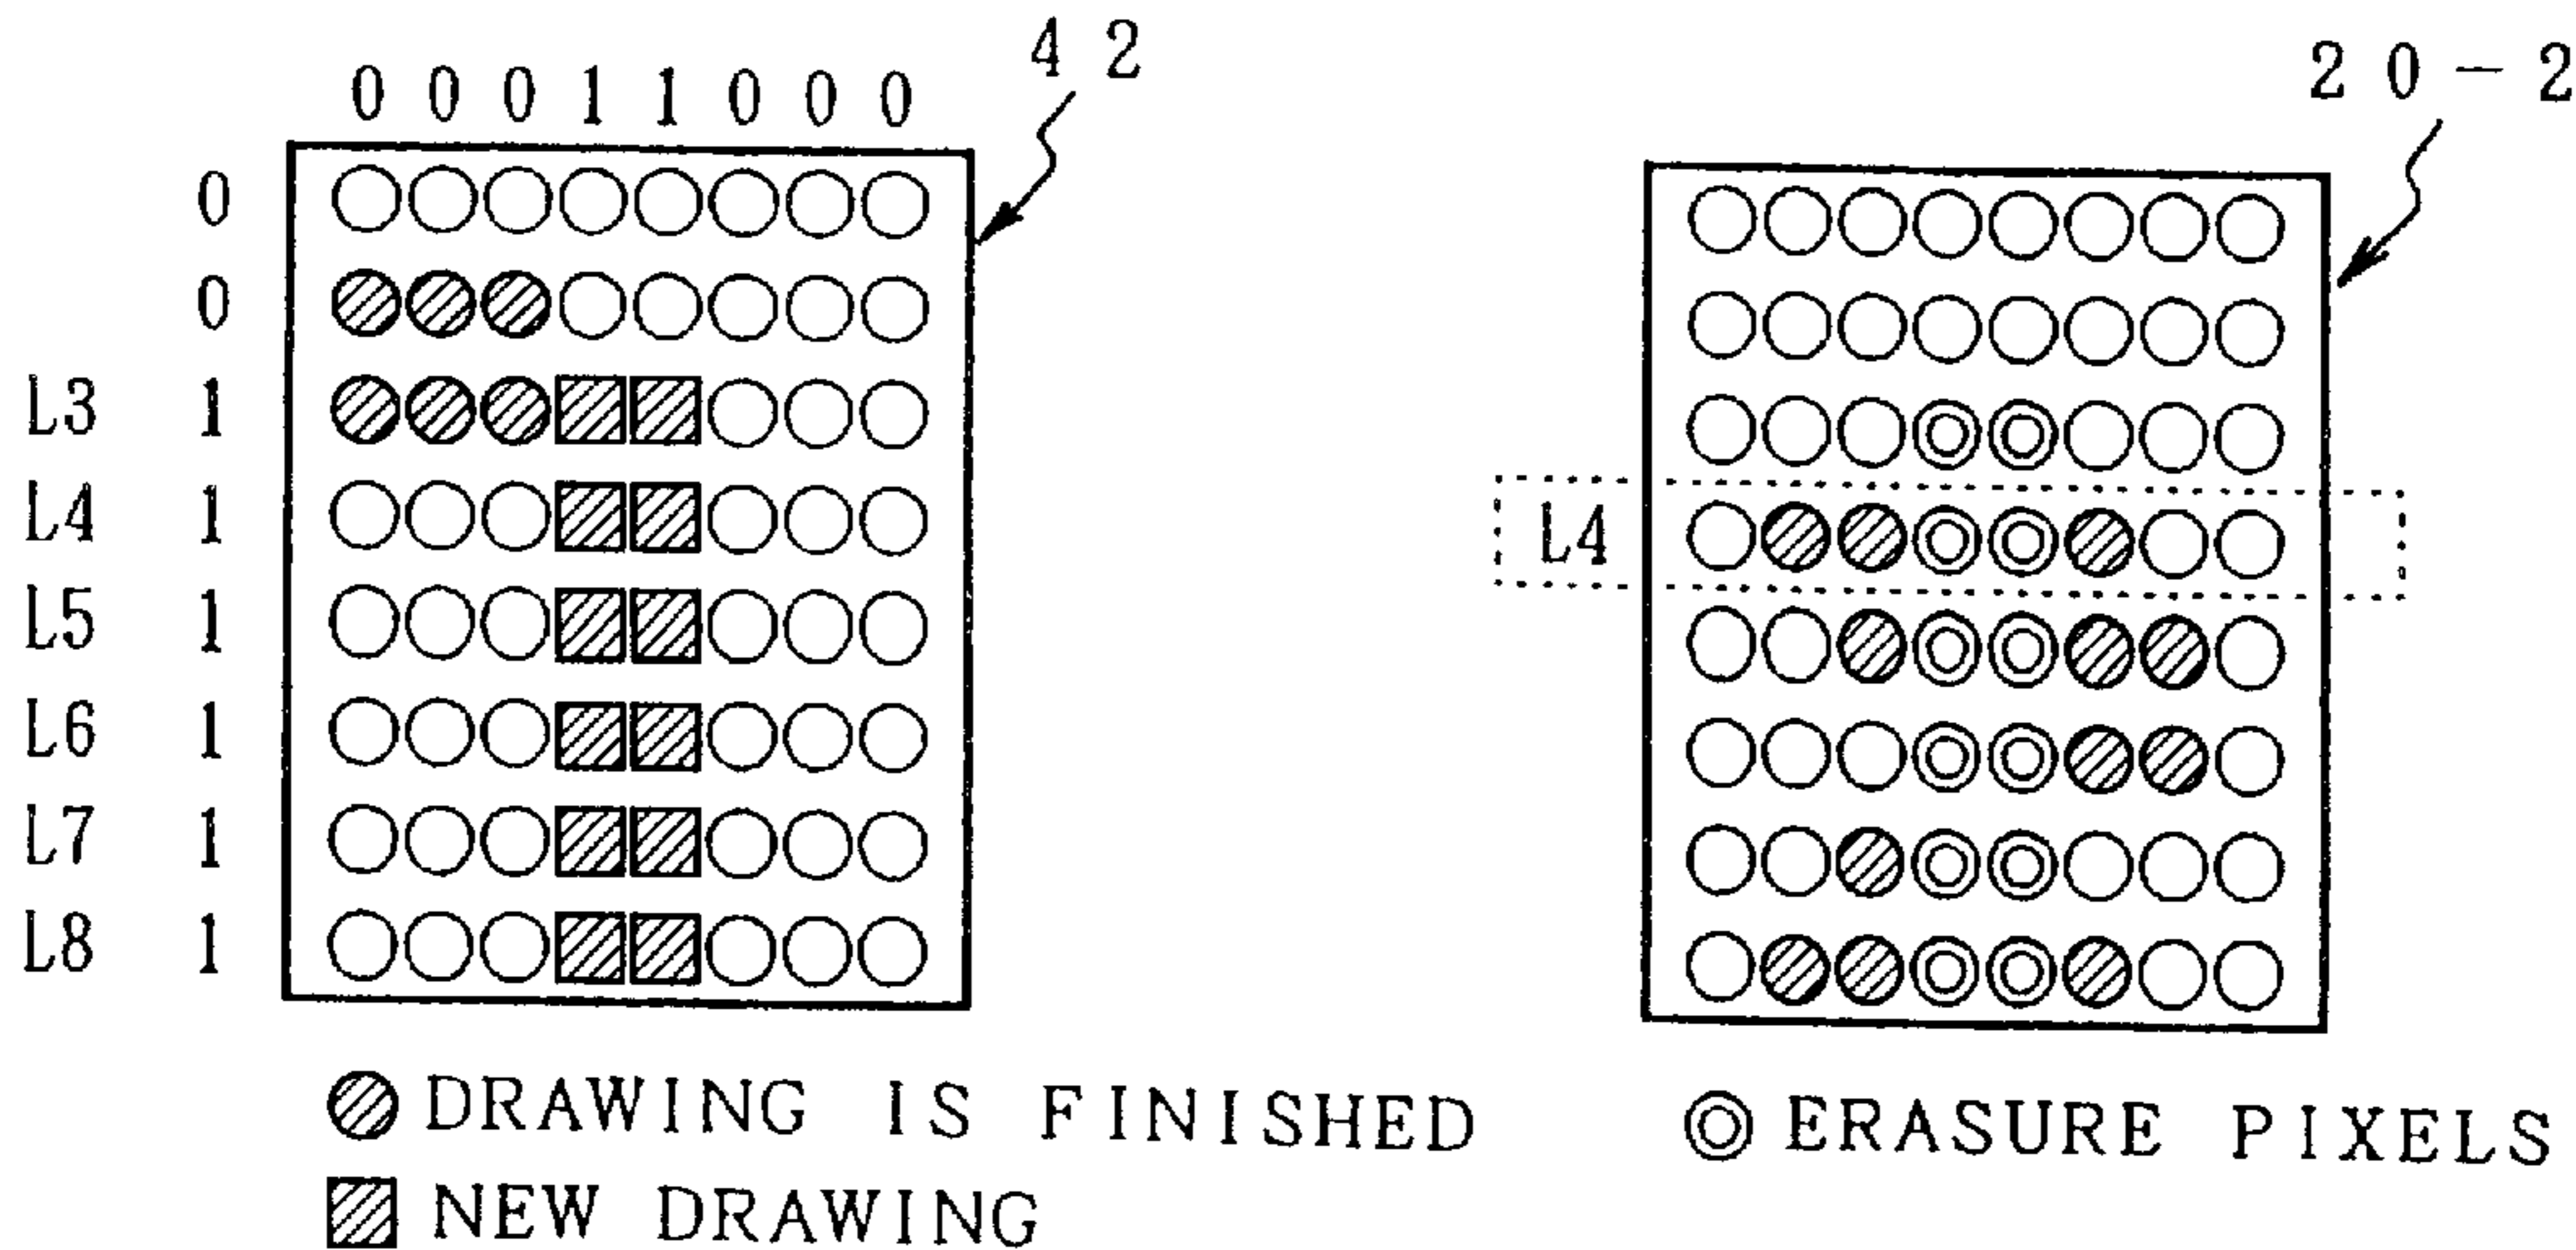 42
20-2
0 0 0 1 1 0 0 0
0
0
L3 1
L4 1
L4
L5 1
L6 1
L7 1
L8 1
DRAWING IS FINISHED
ERASURE PIXELS
NEW DRAWING